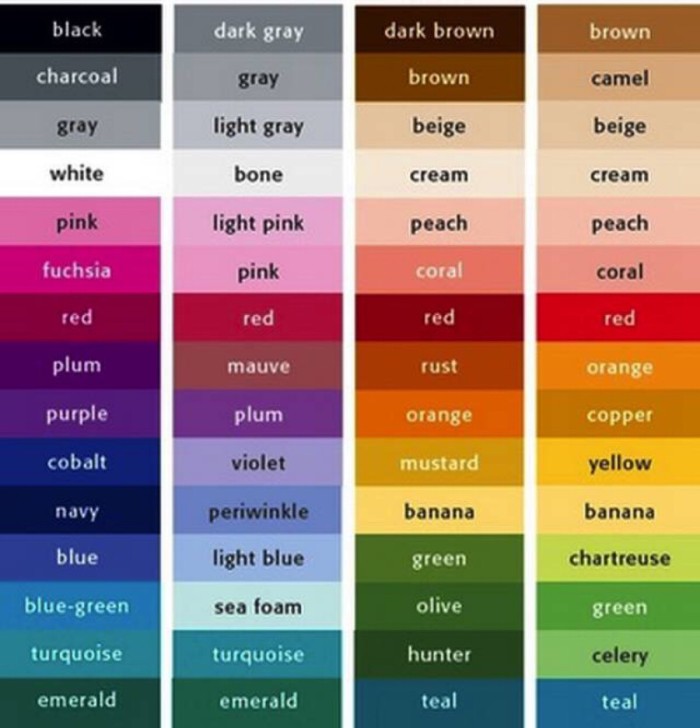 black
charcoal
gray
white
pink
fuchsia
red
plum
purple
cobalt
navy
blue
blue-green
turquoise
emerald
dark gray
gray
light gray
bone
light pink
pink
red
mauve
plum
violet
periwinkle
light blue
sea foam
turquoise
emerald
dark brown
brown
beige
cream
peach
coral
red
rust
orange
mustard
banana
green
olive
hunter
teal
brown
camel
beige
cream
peach
coral
red
orange
copper
yellow
banana
chartreuse
green
celery
teal